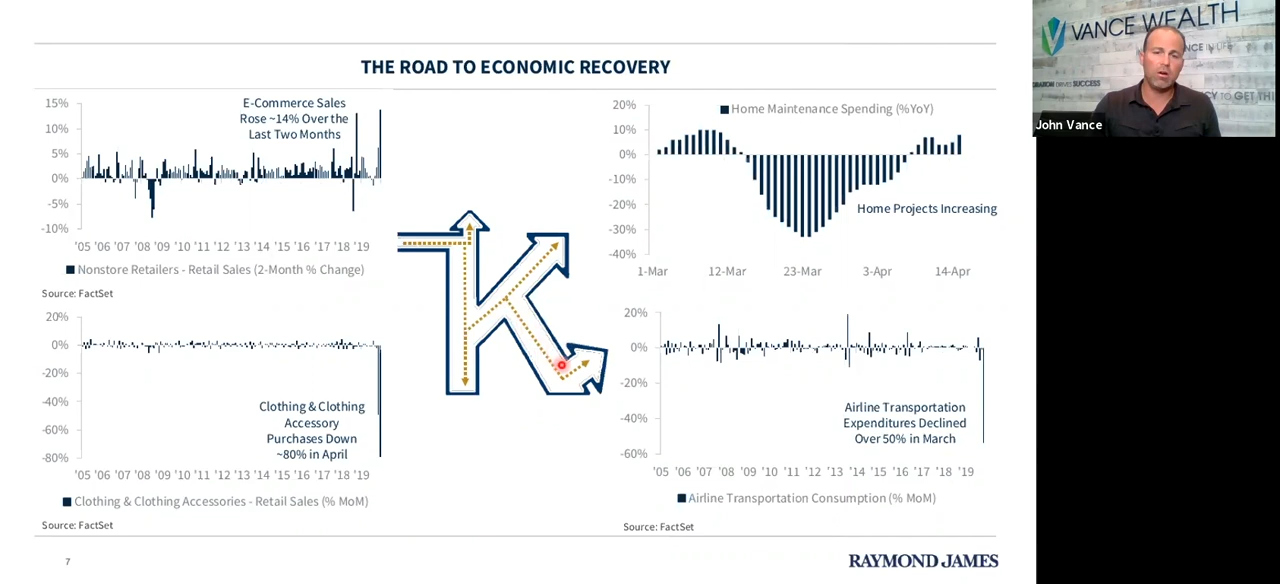 THE ROAD TO ECONOMIC RECOVERY
15%
10%
5%
0%
-5%
-10%
E-Commerce Sales
Rose ~14% Over the
Last Two Months
'05 '06 '07 '08 '09 '10 '11 '12 '13 '14 '15 '16 '17 '18 '19
Nonstore Retailers - Retail Sales (2-Month % Change)
Source: FactSet
20%
0%
-20%
-40%
-60%
-80%
Clothing & Clothing
Accessory
Purchases Down
~80% in April
'05 '06 '07 '08 '09 '10 '11 '12 '13 '14 '15 '16 '17 '18 '19
Clothing & Clothing Accessories - Retail Sales (% MoM)
Source: FactSet
20%
10%
0%
-10%
-20%
-30%
-40%
Home Maintenance Spending (%YoY)
Home Projects Increasing
1-Mar 12-Mar 23-Mar 3-Apr 14-Apr
20%
0%
-20%
-40%
-60%
Airline Transportation
Expenditures Declined
Over 50% in March
'05 '06 '07 '08 '09 '10 '11 '12 '13 '14 '15 '16 '17 '18 '19
Airline Transportation Consumption (% MoM)
Source: FactSet
7
RAYMOND JAMES
VANCE WEALTH
IN LIFE
SUCCESS
TO GET
John Vance